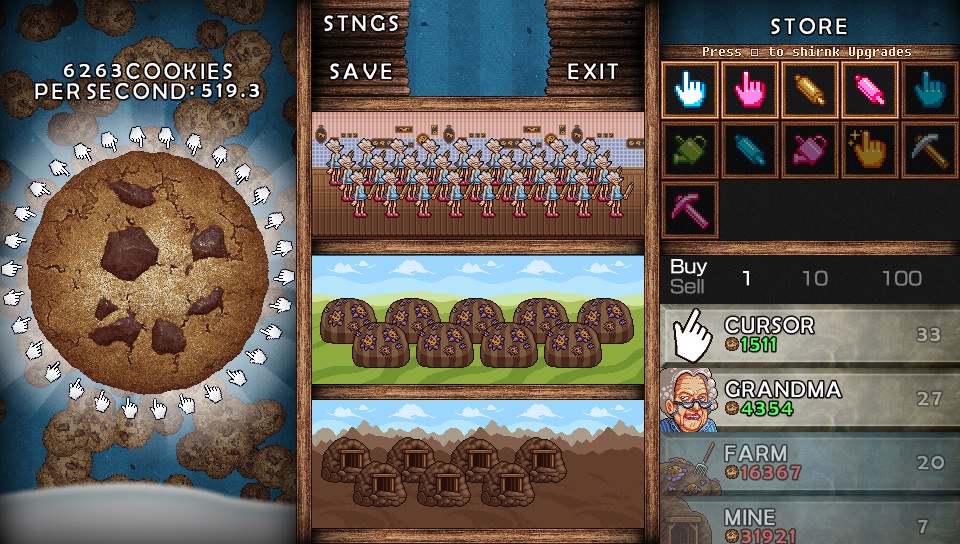 6263COOKIES
PER SECOND:519.3
STNGS
SAVE
EXIT
STORE
Press □ to shirnk Upgrades
Buy
Sell
1
10
100
CURSOR
1511
33
GRANDMA
4354
27
FARM
16367
20
MINE
31921
7